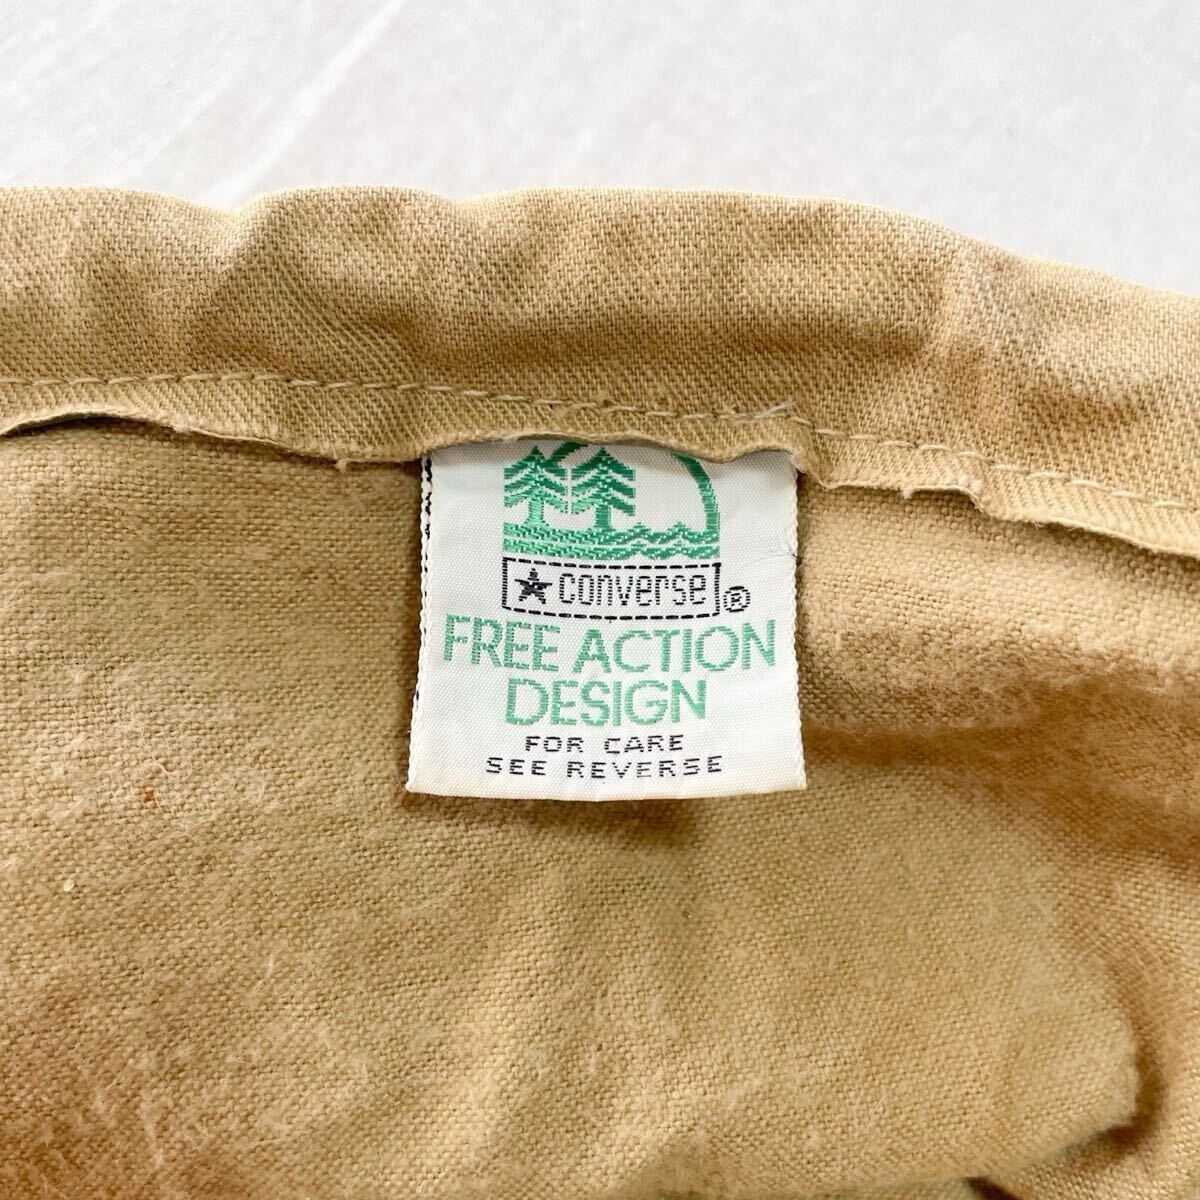 converse®
FREE ACTION
DESIGN
FOR CARE
SEE REVERSE